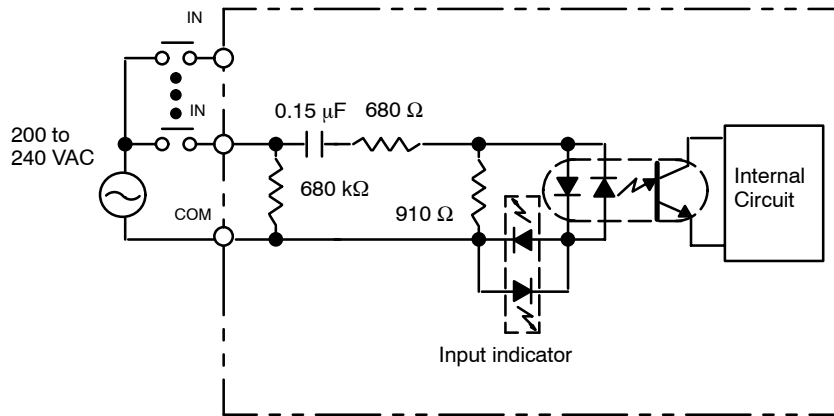 IN
IN
0.15 μF
680 Ω
200 to
240 VAC
680 kΩ
910 Ω
COM
Internal
Circuit
Input indicator